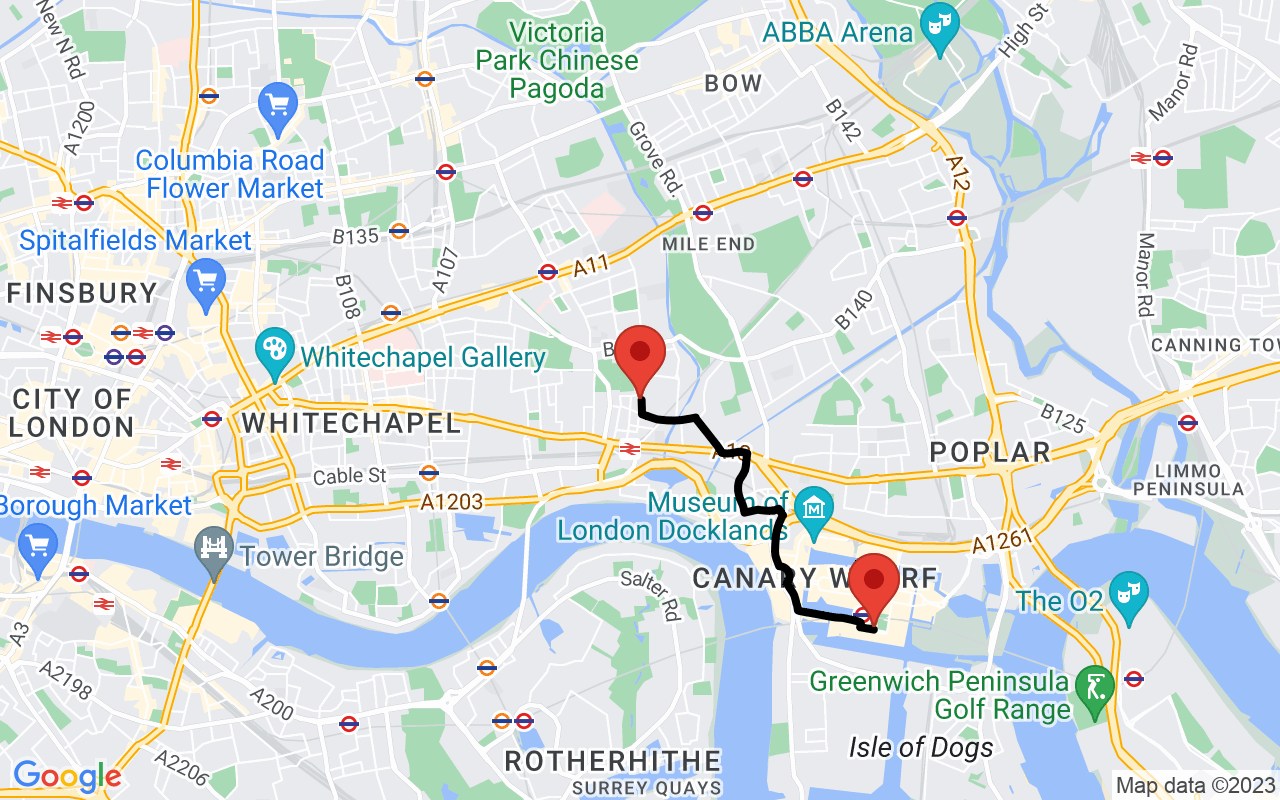 New N Rd
Victoria
Park Chinese
Pagoda
ABBA Arena
High St
BOW
Manor Rd
A1200
B142
Columbia Road
Flower Market
Grove Rd.
A12
Spitalfields Market
B135
MILE END
A107
A11
Manor Rd
FINSBURY
B108
B140
Whitechapel Gallery
CANNING TOW
CITY OF
LONDON
WHITECHAPEL
B125
POPLAR
Cable St
LIMMO
PENINSULA
Borough Market
A1203
Museum of
London Docklands
Tower Bridge
A1261
CANARY WHARF
Salter Rd
The O2
A3
A2198
A200
Greenwich Peninsula
Golf Range
Isle of Dogs
ROTHERHITHE
SURREY QUAYS
A2206
Google
Map data ©2023